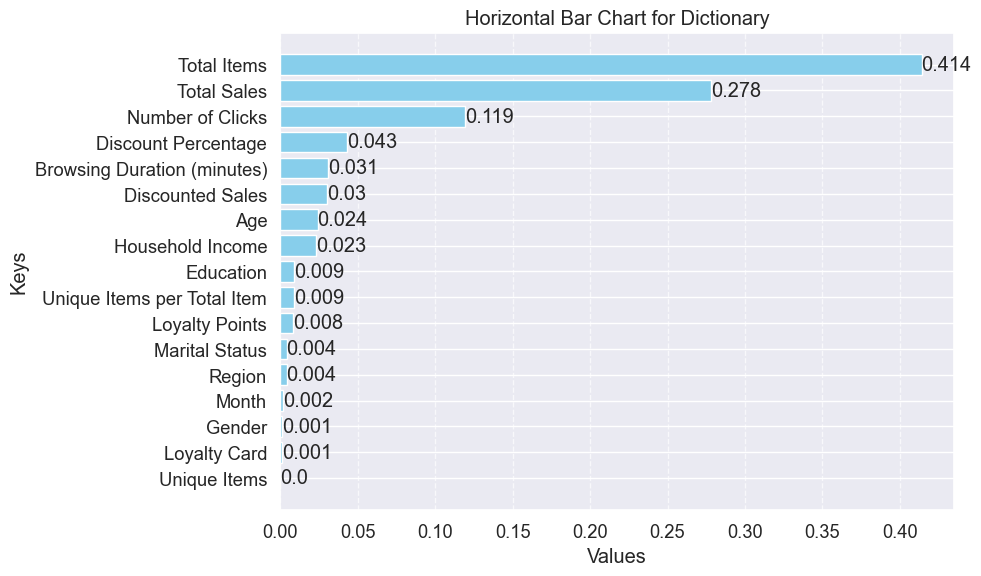 Horizontal Bar Chart for Dictionary
Keys
Total Items 0.414
Total Sales 0.278
Number of Clicks 0.119
Discount Percentage 0.043
Browsing Duration (minutes) 0.031
Discounted Sales 0.03
Age 0.024
Household Income 0.023
Education 0.009
Unique Items per Total Item 0.009
Loyalty Points 0.008
Marital Status 0.004
Region 0.004
Month 0.002
Gender 0.001
Loyalty Card 0.001
Unique Items 0.0
0.00 0.05 0.10 0.15 0.20 0.25 0.30 0.35 0.40
Values